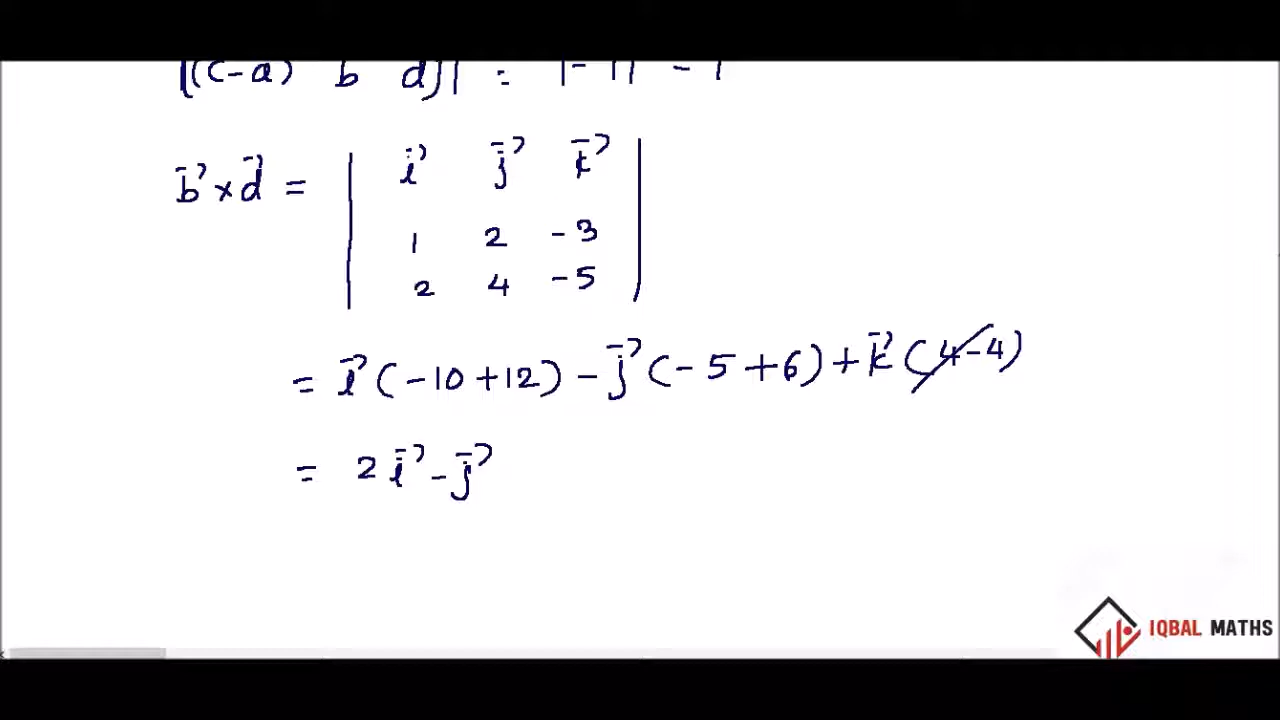 [(c-a) b d]| =
b⃗ × d⃗ = | i⃗ j⃗ k⃗ |
1 2 -3
2 4 -5
= i⃗ (-10+12) - j⃗ (-5+6) + k⃗ (4-4)
= 2i⃗ - j⃗
IQBAL MATHS